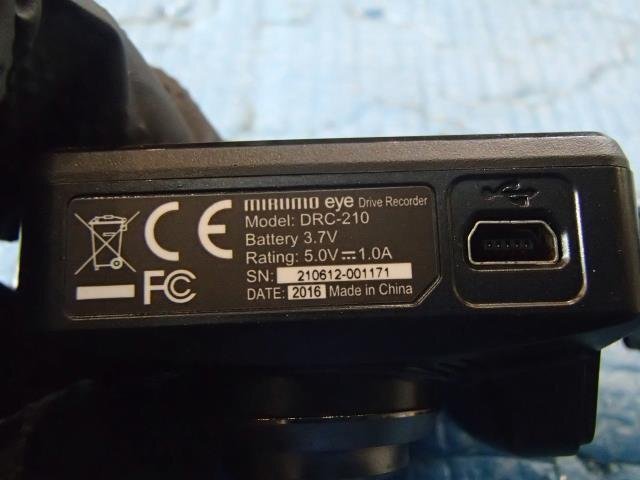 CE
FC
mirumo eye Drive Recorder
Model: DRC-210
Battery 3.7V
Rating: 5.0V⎓1.0A
SN: 210612-001171
DATE: 2016 Made in China